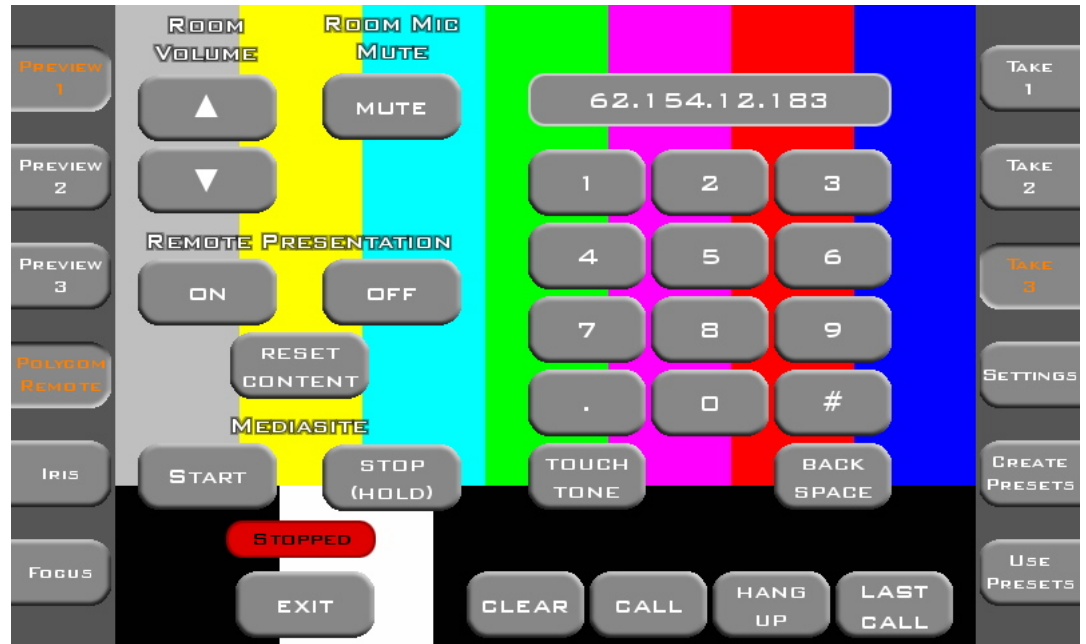 Preview
1
Preview
2
Preview
3
Polycom
Remote
Iris
Focus
Room
Volume
▲
▼
Room Mic
Mute
MUTE
Remote Presentation
ON
OFF
RESET
CONTENT
Mediasite
Start
STOP
(HOLD)
Stopped
EXIT
62.154.12.183
1 2 3
4 5 6
7 8 9
. 0 #
TOUCH
TONE
BACK
SPACE
CLEAR
CALL
HANG
UP
LAST
CALL
Take
1
Take
2
Take
3
Settings
Create
Presets
Use
Presets